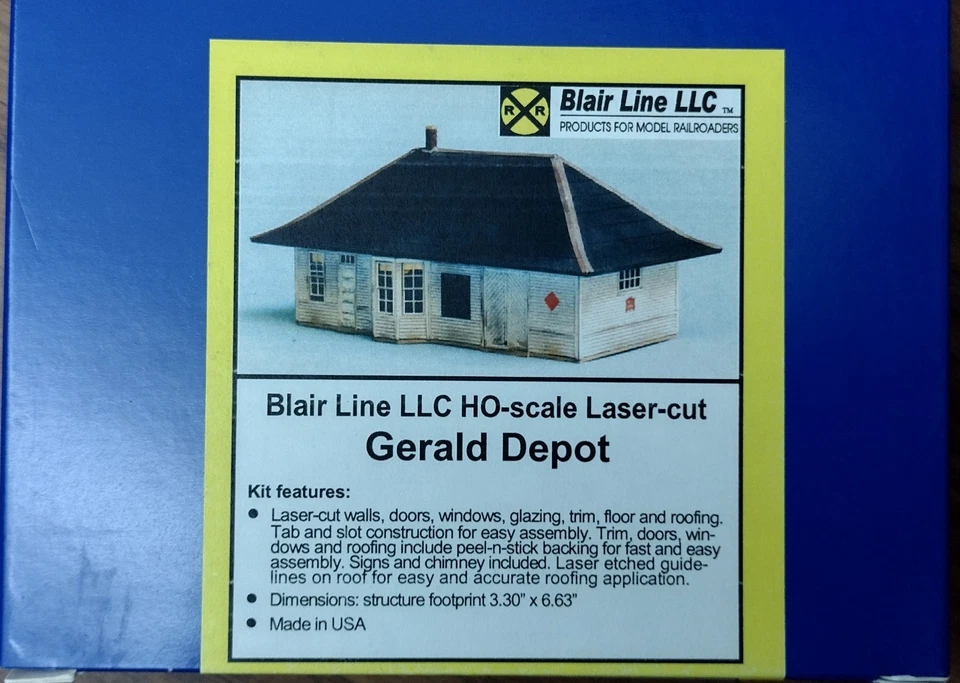 R R
Blair Line LLC ™
PRODUCTS FOR MODEL RAILROADERS
Blair Line LLC HO-scale Laser-cut
Gerald Depot
Kit features:
● Laser-cut walls, doors, windows, glazing, trim, floor and roofing.
Tab and slot construction for easy assembly. Trim, doors, win-
dows and roofing include peel-n-stick backing for fast and easy
assembly. Signs and chimney included. Laser etched guide-
lines on roof for easy and accurate roofing application.
● Dimensions: structure footprint 3.30" x 6.63"
● Made in USA